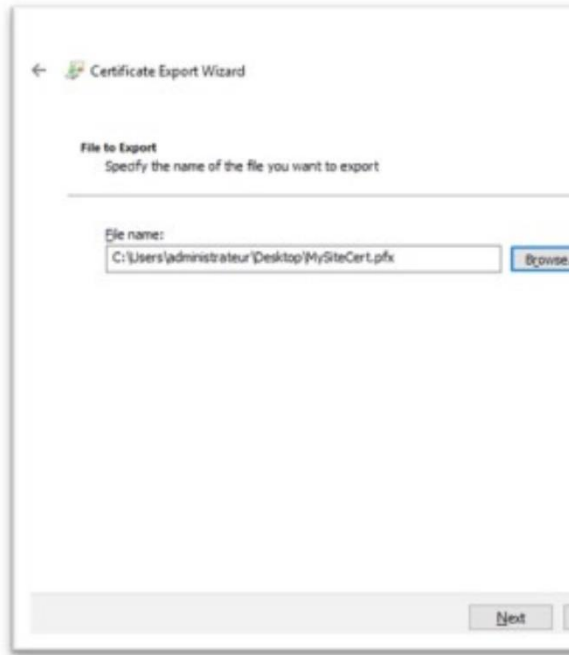 Certificate Export Wizard
File to Export
Specify the name of the file you want to export
File name:
C:\Users\administrateur\Desktop\MySiteCert.pfx
Browse.
Next